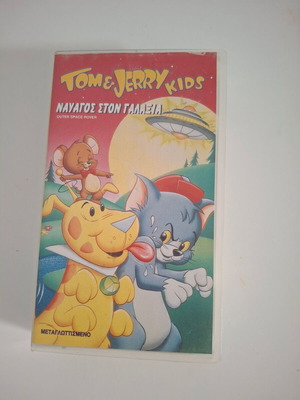 TOM & JERRY KIDS
ΝΑΥΑΓΟΣ ΣΤΟΝ ΓΑΛΑΞΙΑ
OUTER SPACE ROVER
ΜΕΤΑΓΛΩΤΤΙΣΜΕΝΟ